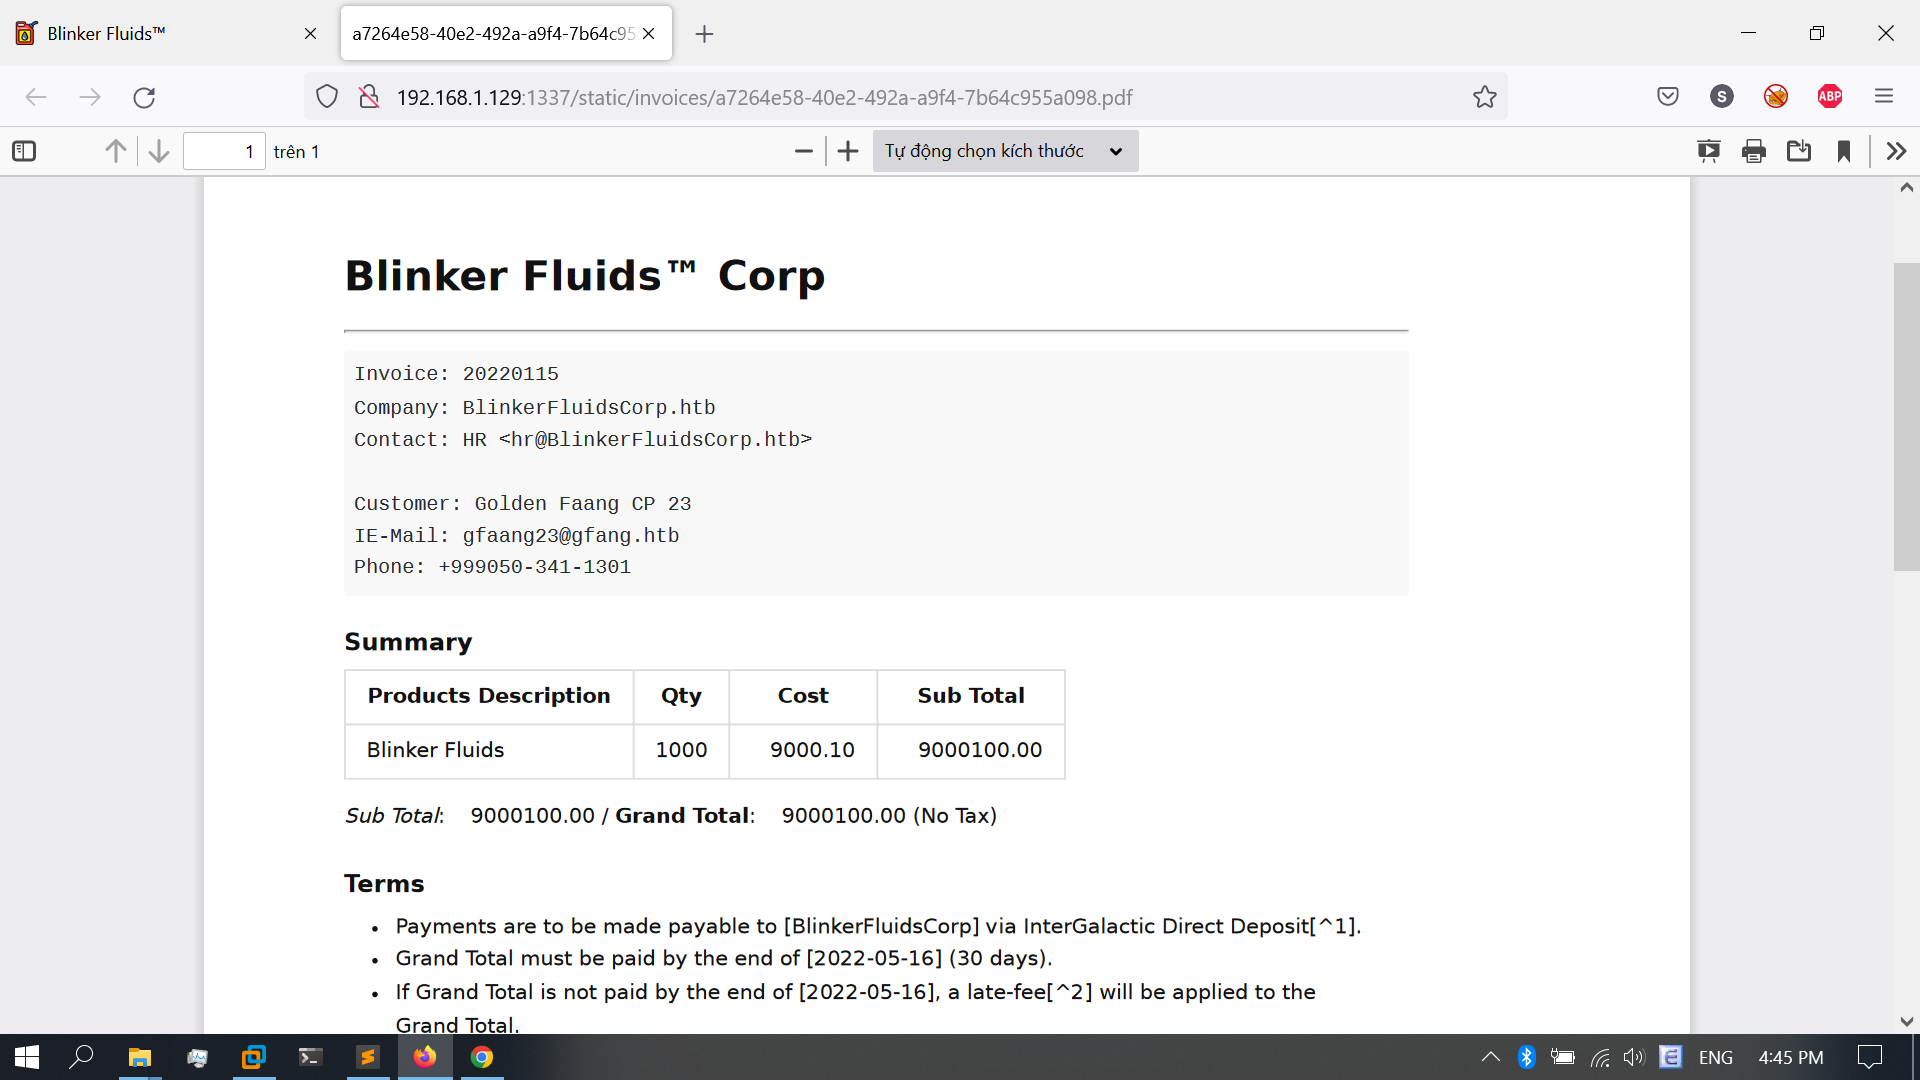 Blinker Fluids™
a7264e58-40e2-492a-a9f4-7b64c95
192.168.1.129:1337/static/invoices/a7264e58-40e2-492a-a9f4-7b64c955a098.pdf
S
ABP
1 trên 1
Tự động chọn kích thước
Blinker Fluids™ Corp
Invoice: 20220115
Company: BlinkerFluidsCorp.htb
Contact: HR <hr@BlinkerFluidsCorp.htb>
Customer: Golden Faang CP 23
IE-Mail: gfaang23@gfang.htb
Phone: +999050-341-1301
Summary
Products Description Qty Cost Sub Total
Blinker Fluids 1000 9000.10 9000100.00
Sub Total: 9000100.00 / Grand Total: 9000100.00 (No Tax)
Terms
• Payments are to be made payable to [BlinkerFluidsCorp] via InterGalactic Direct Deposit[^1].
• Grand Total must be paid by the end of [2022-05-16] (30 days).
• If Grand Total is not paid by the end of [2022-05-16], a late-fee[^2] will be applied to the
Grand Total.
ENG 4:45 PM